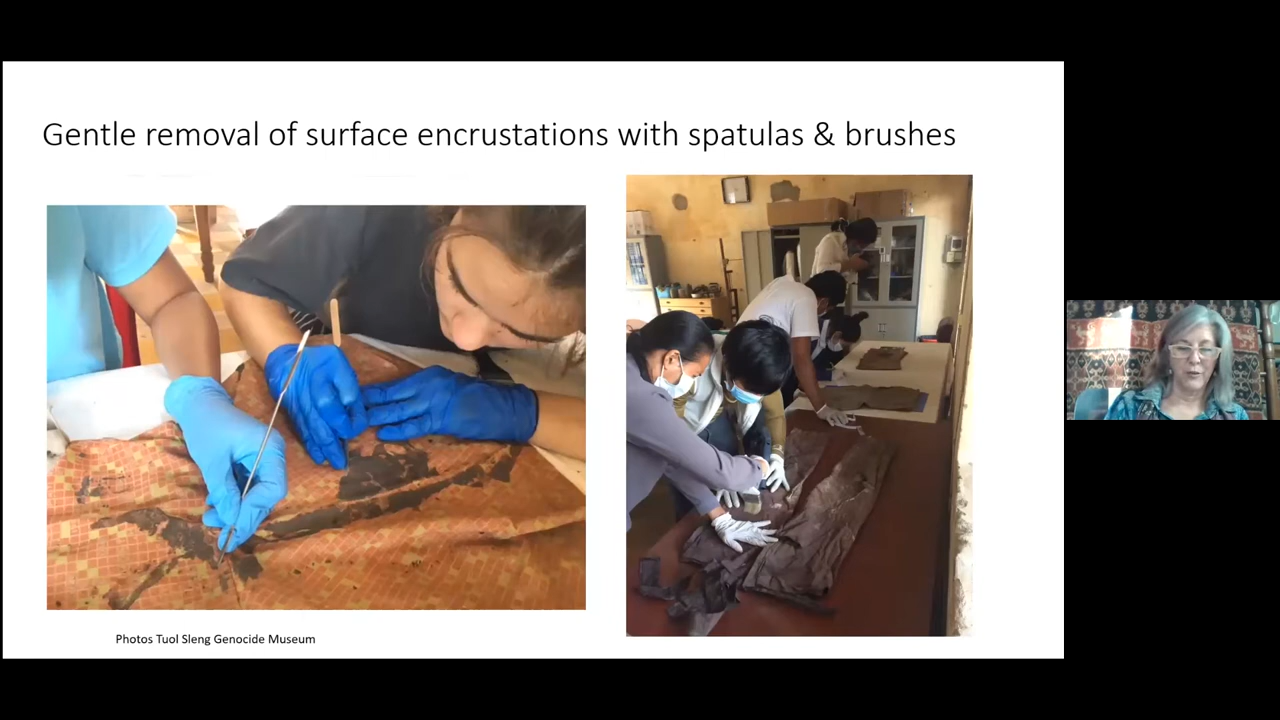 Gentle removal of surface encrustations with spatulas & brushes
Photos Tuol Sleng Genocide Museum